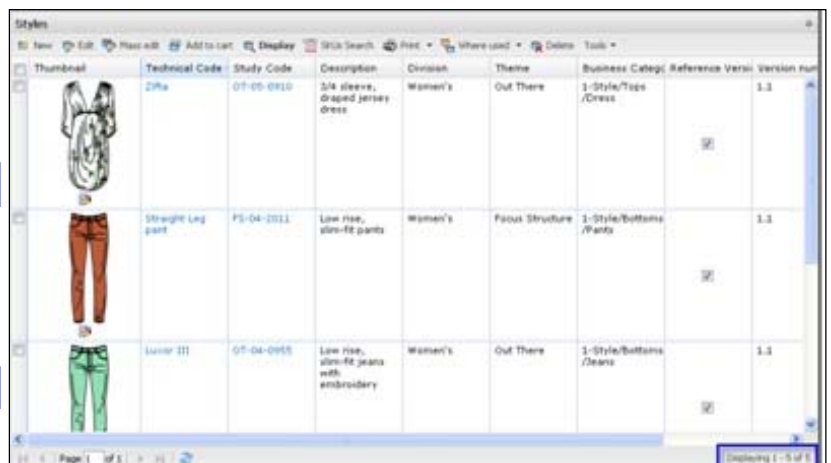 Styles
New Edit Mass edit Add to cart Display SKUs Search Print Where used Delete Tools
Thumbnail Technical Code Study Code Description Division Theme Business Categ Reference Versi Version num
Zifta OT-05-0910 3/4 sleeve, Women's Out There 1-Style/Tops 1.1
draped jersey /Dress
dress
Straight Leg FS-04-2011 Low rise, Women's Focus Structure 1-Style/Bottoms 1.1
pant slim-fit pants /Pants
Luxor III OT-04-0955 Low rise, Women's Out There 1-Style/Bottoms 1.1
slim-fit jeans /Jeans
with
embroidery
Page 1 of 1 Displaying 1 - 5 of 5